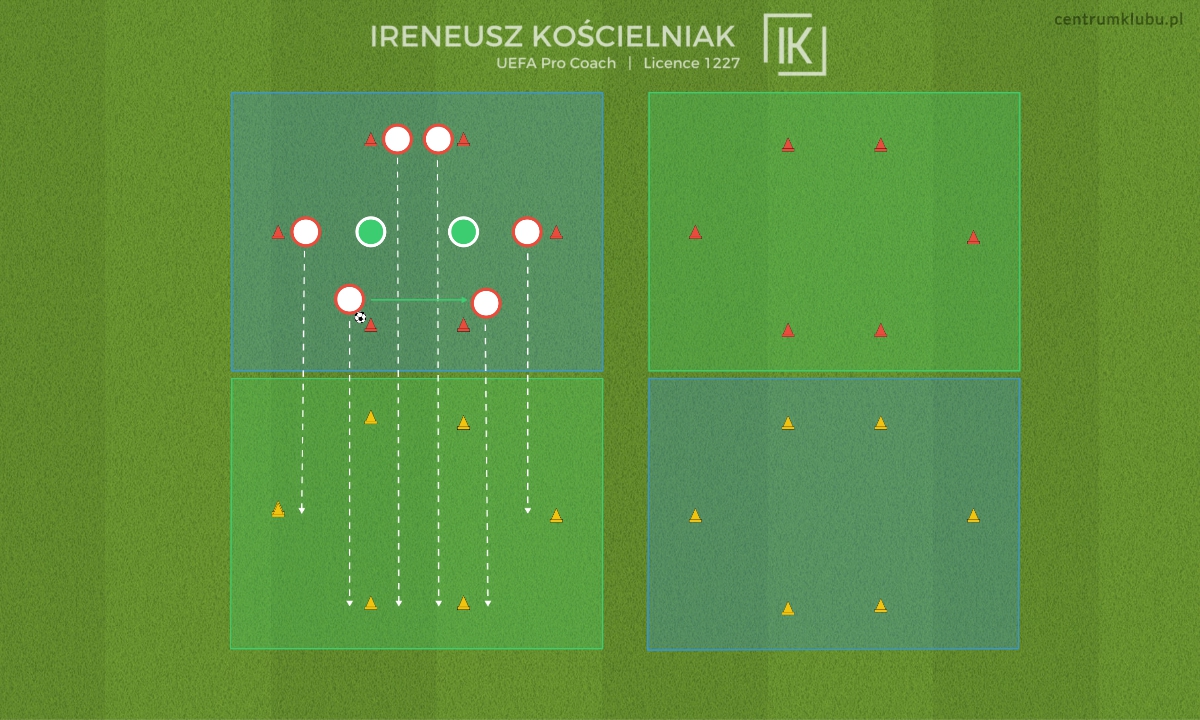 centrumklubu.pl
IRENEUSZ KOŚCIELNIAK
IK
UEFA Pro Coach | Licence 1227